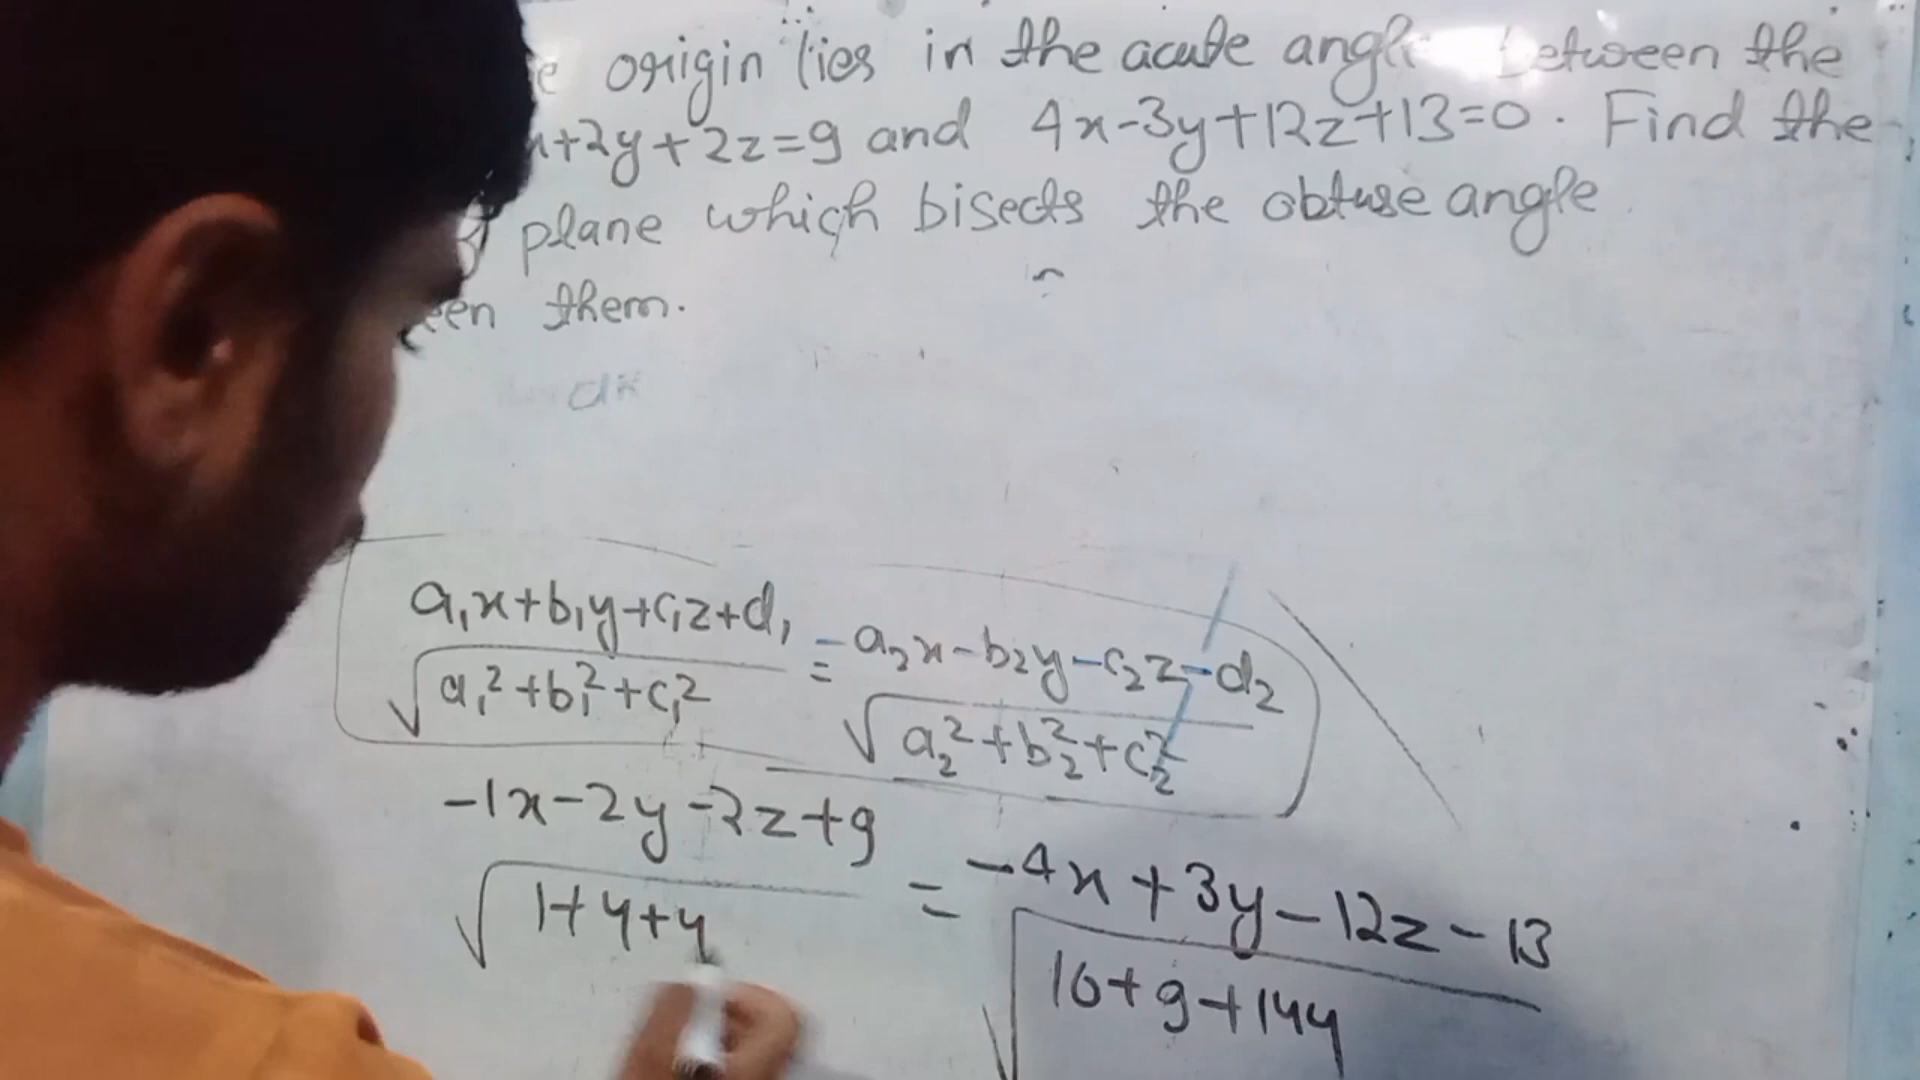 origin lies in the acute angle between the
x+2y+2z=9 and 4x-3y+12z+13=0. Find the
plane which bisects the obtuse angle
them.
a₁x+b₁y+c₁z+d₁ / √(a₁²+b₁²+c₁²) = -a₂x-b₂y-c₂z-d₂ / √(a₂²+b₂²+c₂²)
-1x-2y-2z+9 / √(1+4+4 = -4x+3y-12z-13 / √(16+9+144